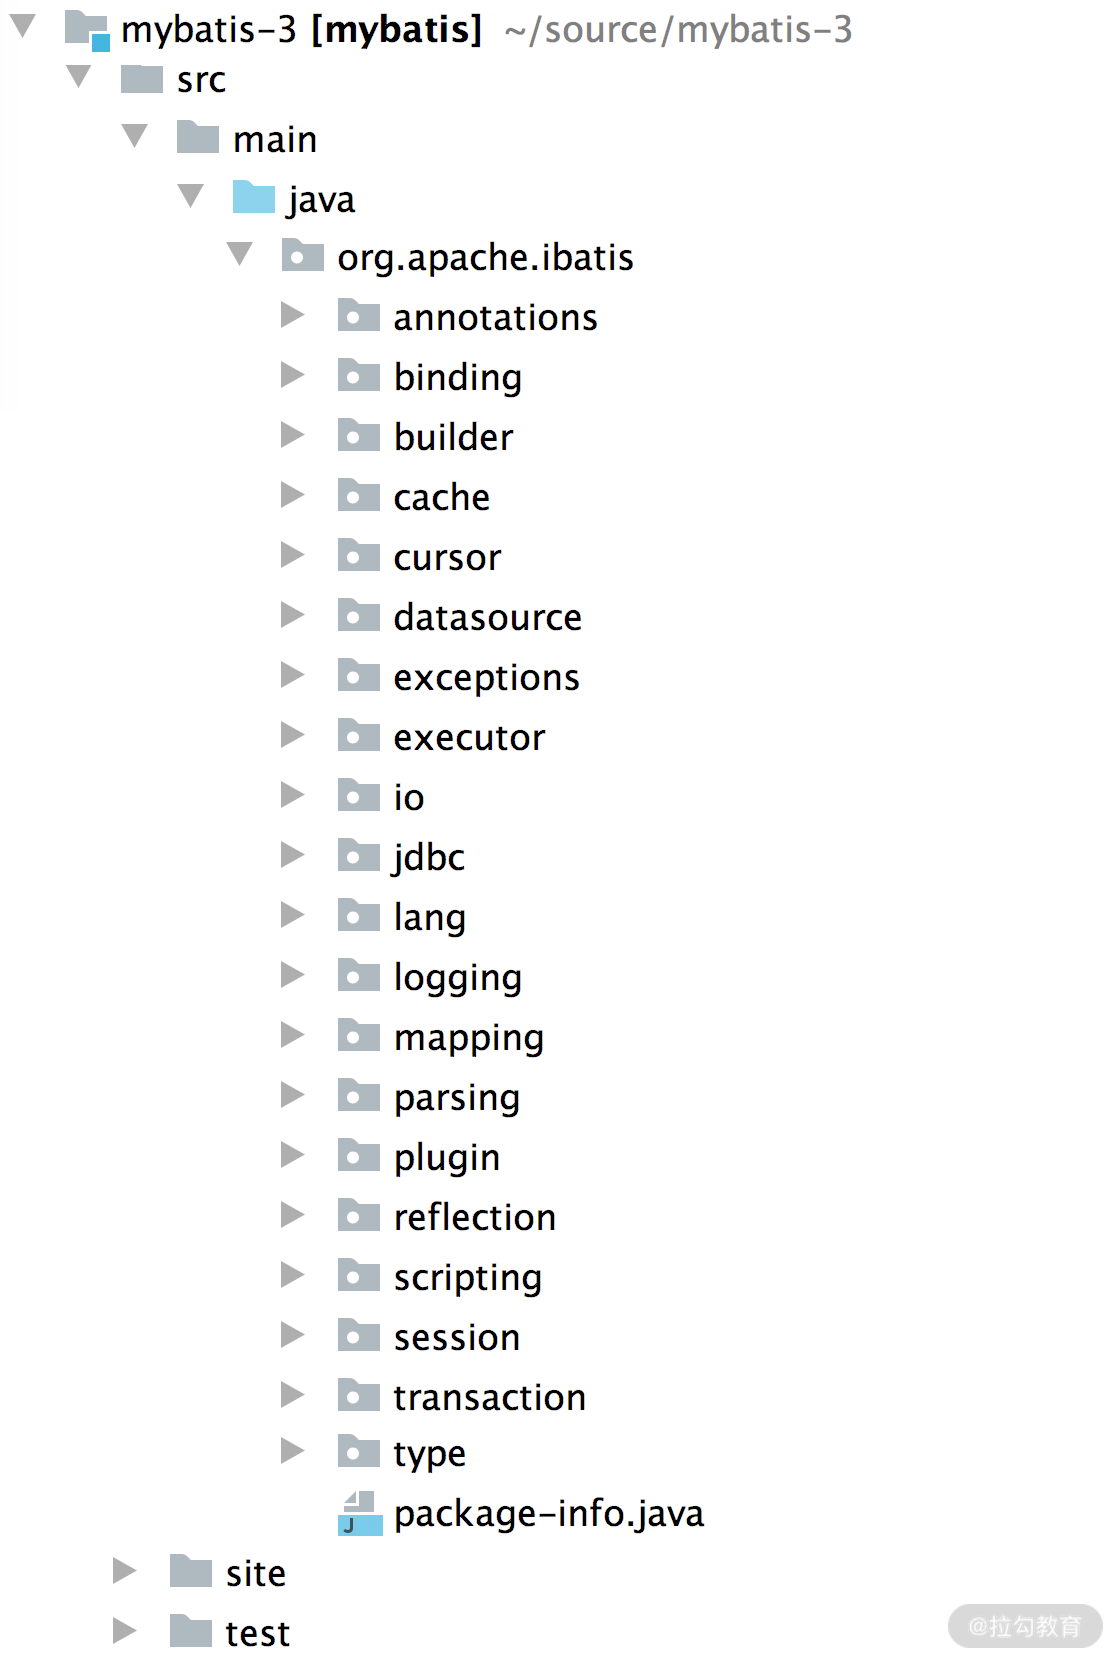 mybatis-3 [mybatis] ~/source/mybatis-3
src
main
java
org.apache.ibatis
annotations
binding
builder
cache
cursor
datasource
exceptions
executor
io
jdbc
lang
logging
mapping
parsing
plugin
reflection
scripting
session
transaction
type
J package-info.java
site
test
@拉勾教育